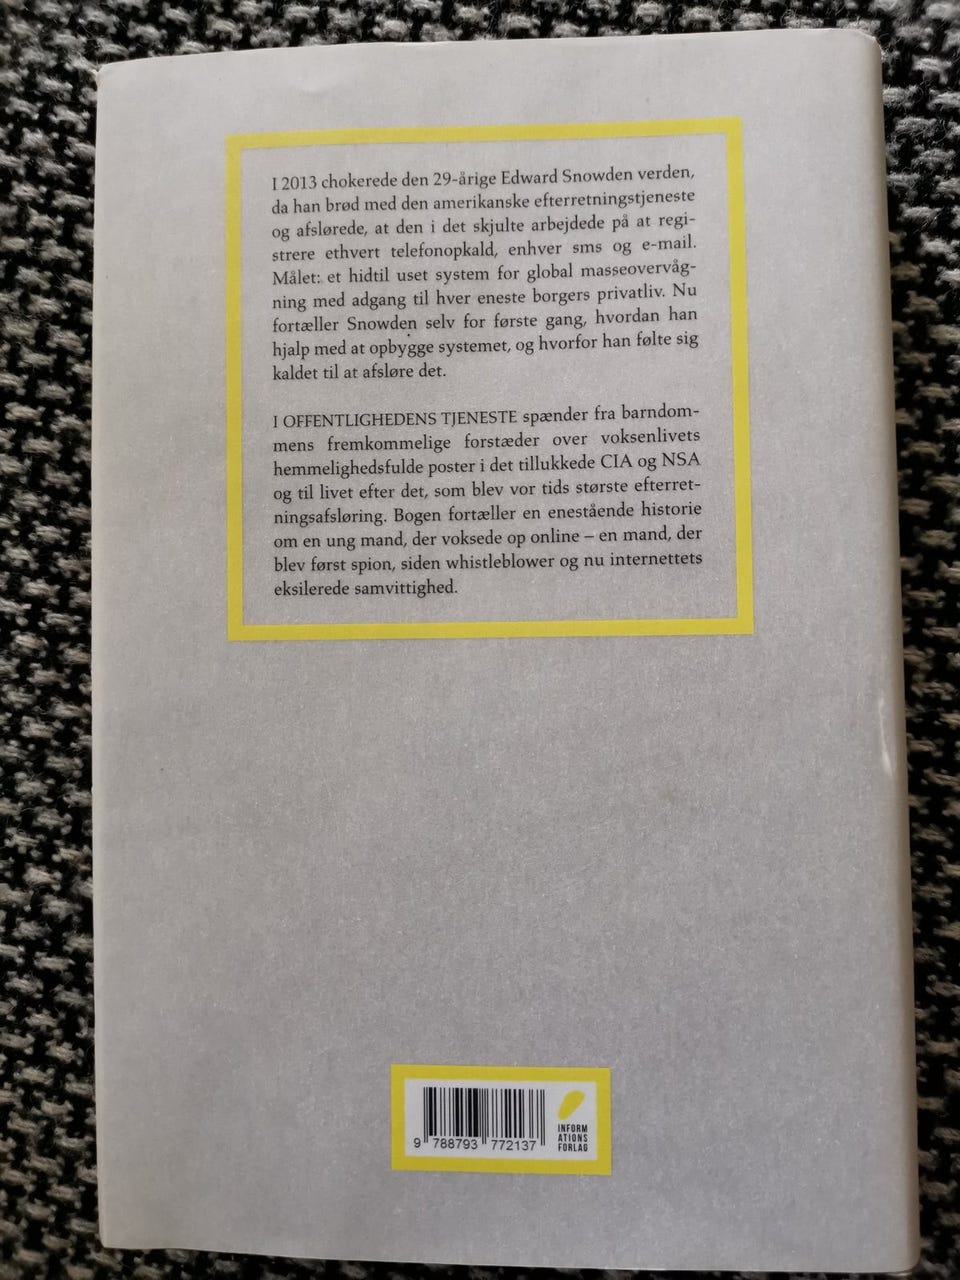 I 2013 chokerede den 29-årige Edward Snowden verden,
da han brød med den amerikanske efterretningstjeneste
og afslørede, at den i det skjulte arbejdede på at regi-
strere ethvert telefonopkald, enhver sms og e-mail.
Målet: et hidtil uset system for global masseovervåg-
ning med adgang til hver eneste borgers privatliv. Nu
fortæller Snowden selv for første gang, hvordan han
hjalp med at opbygge systemet, og hvorfor han følte sig
kaldet til at afsløre det.
I OFFENTLIGHEDENS TJENESTE spænder fra barndom-
mens fremkommelige forstæder over voksenlivets
hemmelighedsfulde poster i det tillukkede CIA og NSA
og til livet efter det, som blev vor tids største efterret-
ningsafsløring. Bogen fortæller en enestående historie
om en ung mand, der voksede op online – en mand, der
blev først spion, siden whistleblower og nu internettets
eksilerede samvittighed.
9 788793 772137
INFORM
ATIONS
FORLAG